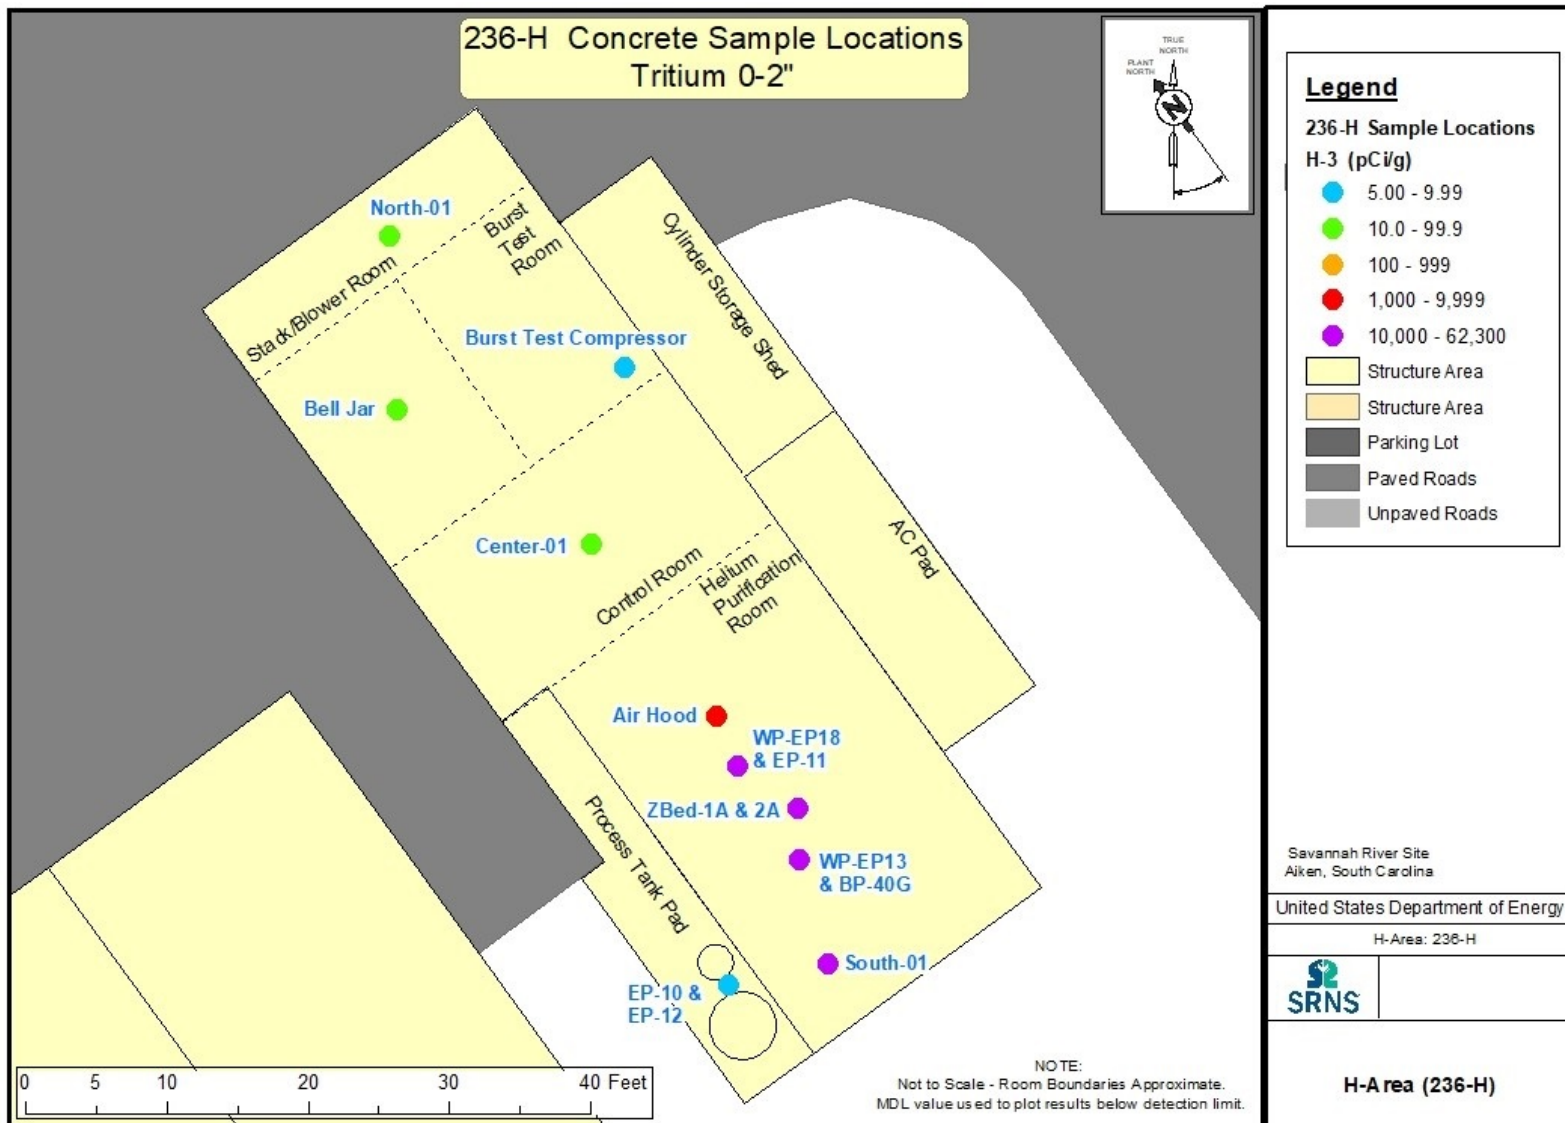 236-H Concrete Sample Locations
Tritium 0-2"
TRUE
NORTH
PLANT
NORTH
N
North-01
Burst
Test
Room
Stack/Blower Room
Cylinder Storage Shed
Burst Test Compressor
Bell Jar
Center-01
Control Room
Helium
Purification
Room
AC Pad
Air Hood
WP-EP18
& EP-11
ZBed-1A & 2A
WP-EP13
& BP-40G
Process Tank Pad
South-01
EP-10 &
EP-12
0 5 10 20 30 40 Feet
NOTE:
Not to Scale - Room Boundaries Approximate.
MDL value used to plot results below detection limit.
Legend
236-H Sample Locations
H-3 (pCi/g)
5.00 - 9.99
10.0 - 99.9
100 - 999
1,000 - 9,999
10,000 - 62,300
Structure Area
Structure Area
Parking Lot
Paved Roads
Unpaved Roads
Savannah River Site
Aiken, South Carolina
United States Department of Energy
H-Area: 236-H
SRNS
H-Area (236-H)